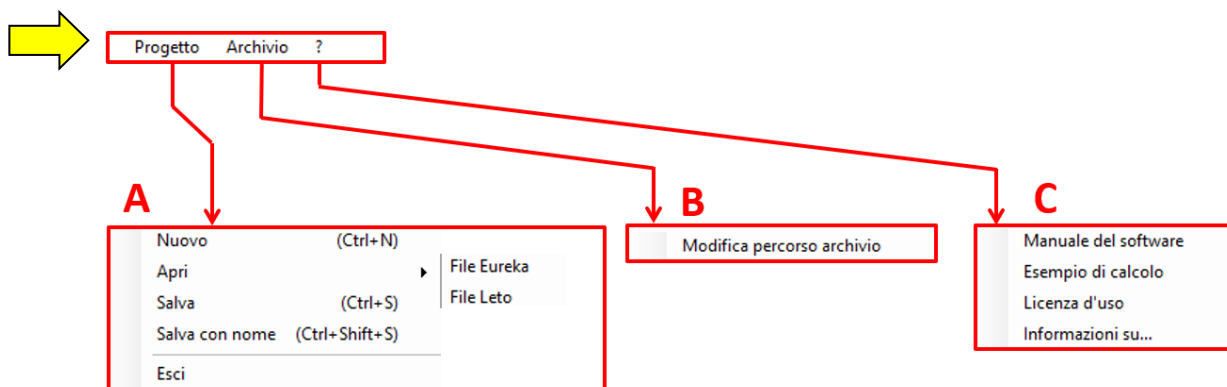 Progetto Archivio ?
A
Nuovo (Ctrl+N)
Apri
File Eureka
File Leto
Salva (Ctrl+S)
Salva con nome (Ctrl+Shift+S)
Esci
B
Modifica percorso archivio
C
Manuale del software
Esempio di calcolo
Licenza d'uso
Informazioni su...